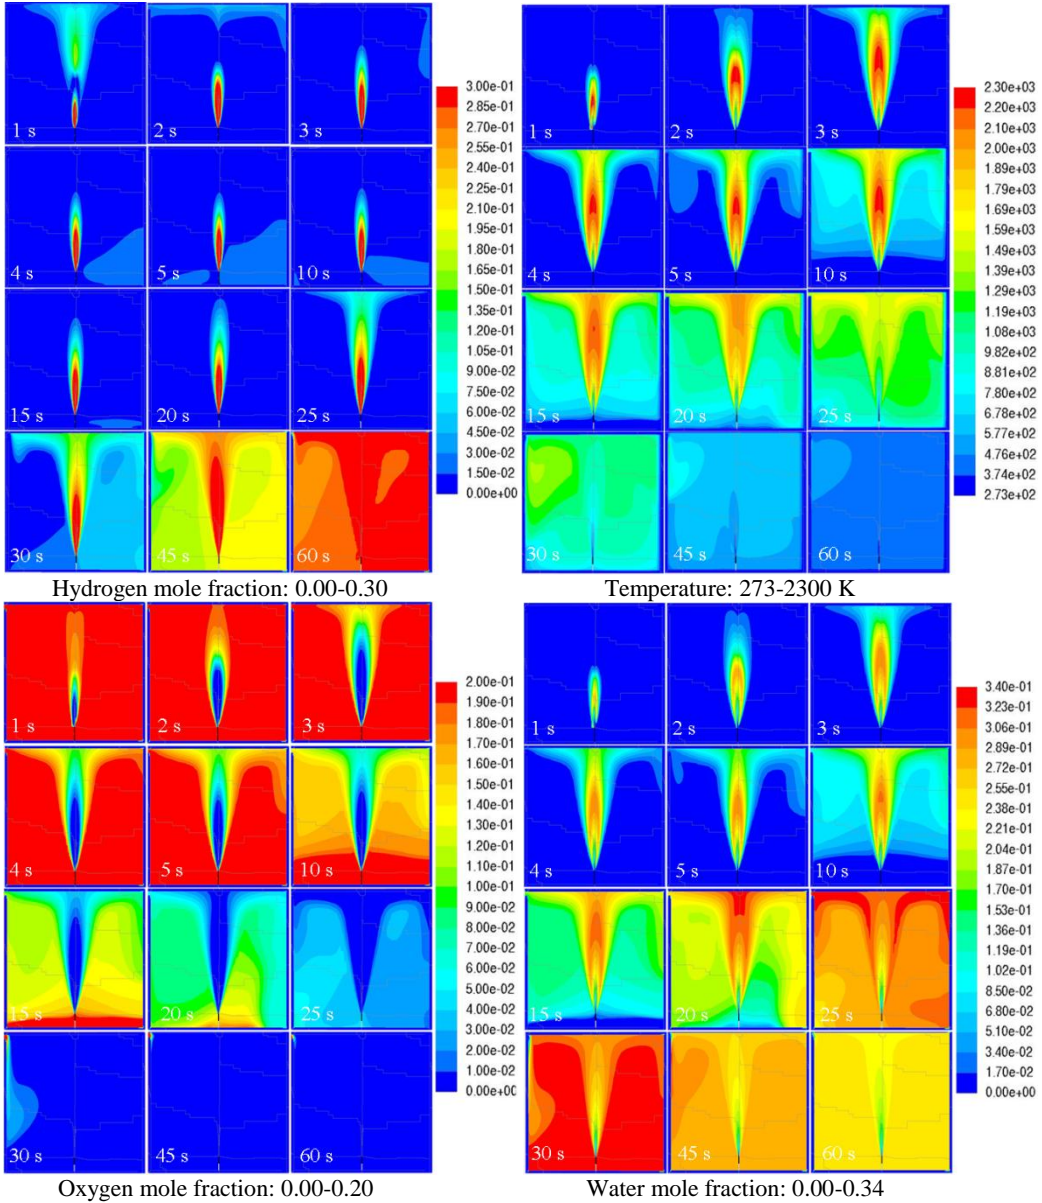 1 s
2 s
3 s
4 s
5 s
10 s
15 s
20 s
25 s
30 s
45 s
60 s
3.00e-01
2.85e-01
2.70e-01
2.55e-01
2.40e-01
2.25e-01
2.10e-01
1.95e-01
1.80e-01
1.65e-01
1.50e-01
1.35e-01
1.20e-01
1.05e-01
9.00e-02
7.50e-02
6.00e-02
4.50e-02
3.00e-02
1.50e-02
0.00e+00
Hydrogen mole fraction: 0.00-0.30
1 s
2 s
3 s
4 s
5 s
10 s
15 s
20 s
25 s
30 s
45 s
60 s
2.30e+03
2.20e+03
2.10e+03
2.00e+03
1.89e+03
1.79e+03
1.69e+03
1.59e+03
1.49e+03
1.39e+03
1.29e+03
1.19e+03
1.08e+03
9.82e+02
8.81e+02
7.80e+02
6.78e+02
5.77e+02
4.76e+02
3.74e+02
2.73e+02
Temperature: 273-2300 K
1 s
2 s
3 s
4 s
5 s
10 s
15 s
20 s
25 s
30 s
45 s
60 s
2.00e-01
1.90e-01
1.80e-01
1.70e-01
1.60e-01
1.50e-01
1.40e-01
1.30e-01
1.20e-01
1.10e-01
1.00e-01
9.00e-02
8.00e-02
7.00e-02
6.00e-02
5.00e-02
4.00e-02
3.00e-02
2.00e-02
1.00e-02
0.00e+00
Oxygen mole fraction: 0.00-0.20
1 s
2 s
3 s
4 s
5 s
10 s
15 s
20 s
25 s
30 s
45 s
60 s
3.40e-01
3.23e-01
3.06e-01
2.89e-01
2.72e-01
2.55e-01
2.38e-01
2.21e-01
2.04e-01
1.87e-01
1.70e-01
1.53e-01
1.36e-01
1.19e-01
1.02e-01
8.50e-02
6.80e-02
5.10e-02
3.40e-02
1.70e-02
0.00e+00
Water mole fraction: 0.00-0.34